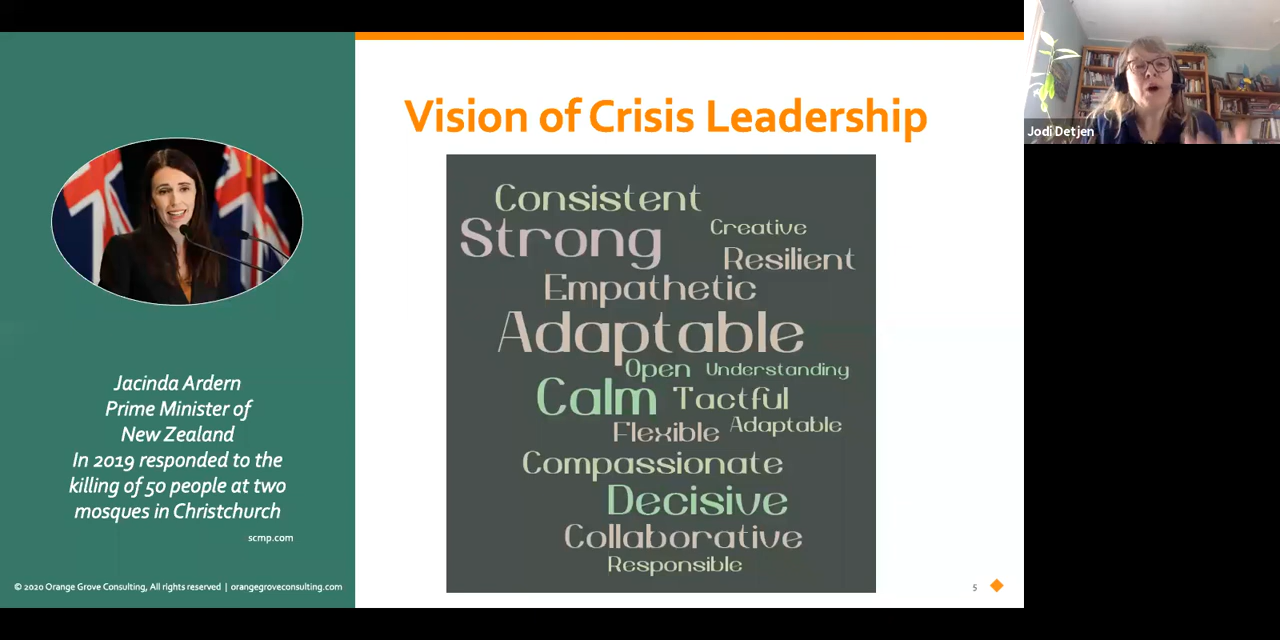 Vision of Crisis Leadership
Jodi Detjen
Consistent
Strong
Creative
Resilient
Empathetic
Adaptable
Open Understanding
Calm Tactful
Flexible Adaptable
Compassionate
Decisive
Collaborative
Responsible
Jacinda Ardern
Prime Minister of
New Zealand
In 2019 responded to the
killing of 50 people at two
mosques in Christchurch
scmp.com
© 2020 Orange Grove Consulting, All rights reserved | orangegroveconsulting.com
5